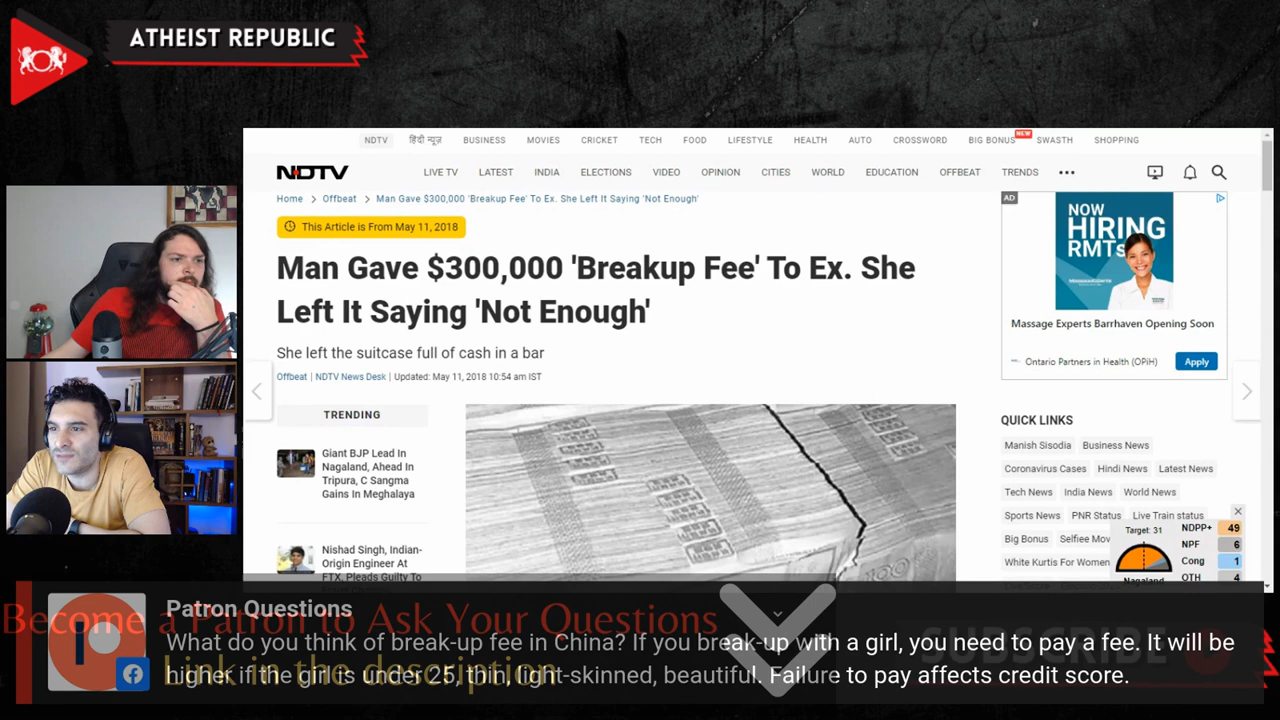 ATHEIST REPUBLIC
NDTV हिंदी न्यूज़ BUSINESS MOVIES CRICKET TECH FOOD LIFESTYLE HEALTH AUTO CROSSWORD BIG BONUS NEW SWASTH SHOPPING
NDTV LIVE TV LATEST INDIA ELECTIONS VIDEO OPINION CITIES WORLD EDUCATION OFFBEAT TRENDS
Home Offbeat Man Gave $300,000 'Breakup Fee' To Ex. She Left It Saying 'Not Enough'
This Article is From May 11, 2018
Man Gave $300,000 'Breakup Fee' To Ex. She
Left It Saying 'Not Enough'
She left the suitcase full of cash in a bar
Offbeat | NDTV News Desk | Updated: May 11, 2018 10:54 am IST
TRENDING
Giant BJP Lead In
Nagaland, Ahead In
Tripura, C Sangma
Gains In Meghalaya
Nishad Singh, Indian-
Origin Engineer At
FTX, Pleads Guilty To
100
AD
NOW
HIRING
RMTs
Massage Experts Barrhaven Opening Soon
Ontario Partners in Health (OPiH) Apply
QUICK LINKS
Manish Sisodia Business News
Coronavirus Cases Hindi News Latest News
Tech News India News World News
Sports News PNR Status Live Train status
Big Bonus Selfiee Mov
White Kurtis For Women
Target: 31
NDPP+ 49
NPF 6
Cong 1
OTH 4
Nagaland
Patron Questions
Become a Patron to Ask Your Questions
What do you think of break-up fee in China? If you break-up with a girl, you need to pay a fee. It will be
higher if the girl is under 25, thin, light-skinned, beautiful. Failure to pay affects credit score.
Link in the description
SUBSCRIBE